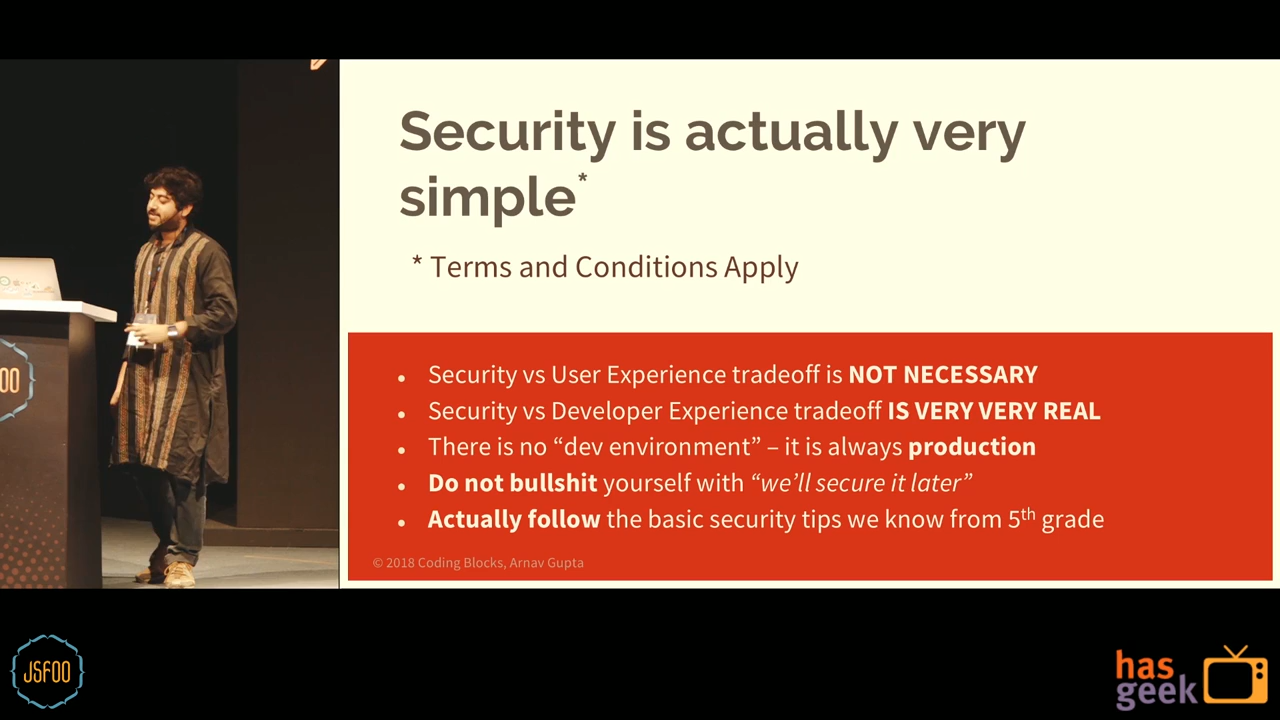 Security is actually very
simple*
* Terms and Conditions Apply
• Security vs User Experience tradeoff is NOT NECESSARY
• Security vs Developer Experience tradeoff IS VERY VERY REAL
• There is no “dev environment” – it is always production
• Do not bullshit yourself with “we’ll secure it later”
• Actually follow the basic security tips we know from 5th grade
© 2018 Coding Blocks, Arnav Gupta
OO
JSFOO
has
geek